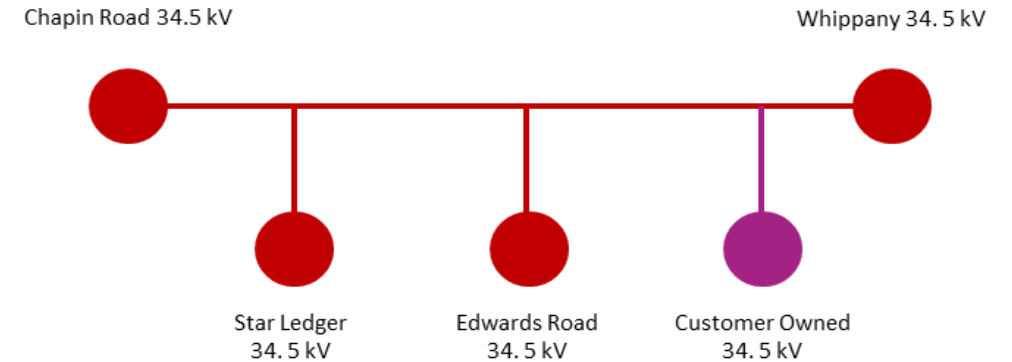 Chapin Road 34.5 kV
Whippany 34. 5 kV
Star Ledger
34. 5 kV
Edwards Road
34. 5 kV
Customer Owned
34. 5 kV